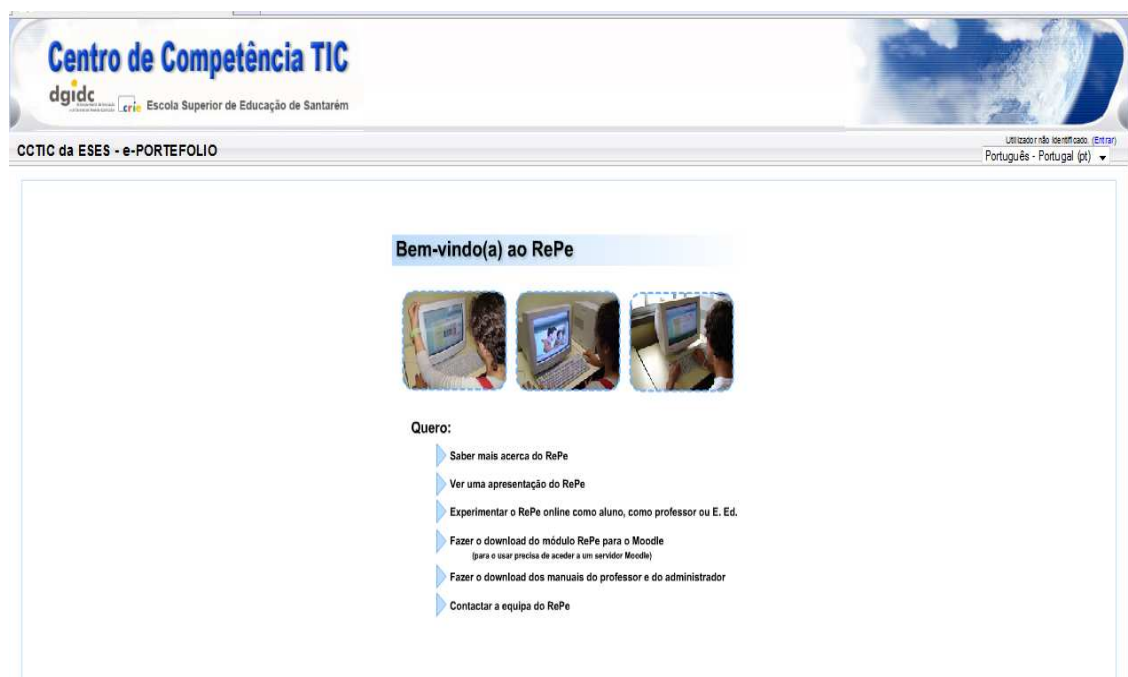 Centro de Competência TIC
dgidc
crie Escola Superior de Educação de Santarém
Utilizador não identificado. (Entrar)
CCTIC da ESES - e-PORTEFOLIO
Português - Portugal (pt)
Bem-vindo(a) ao RePe
Quero:
Saber mais acerca do RePe
Ver uma apresentação do RePe
Experimentar o RePe online como aluno, como professor ou E. Ed.
Fazer o download do módulo RePe para o Moodle
(para o usar precisa de aceder a um servidor Moodle)
Fazer o download dos manuais do professor e do administrador
Contactar a equipa do RePe